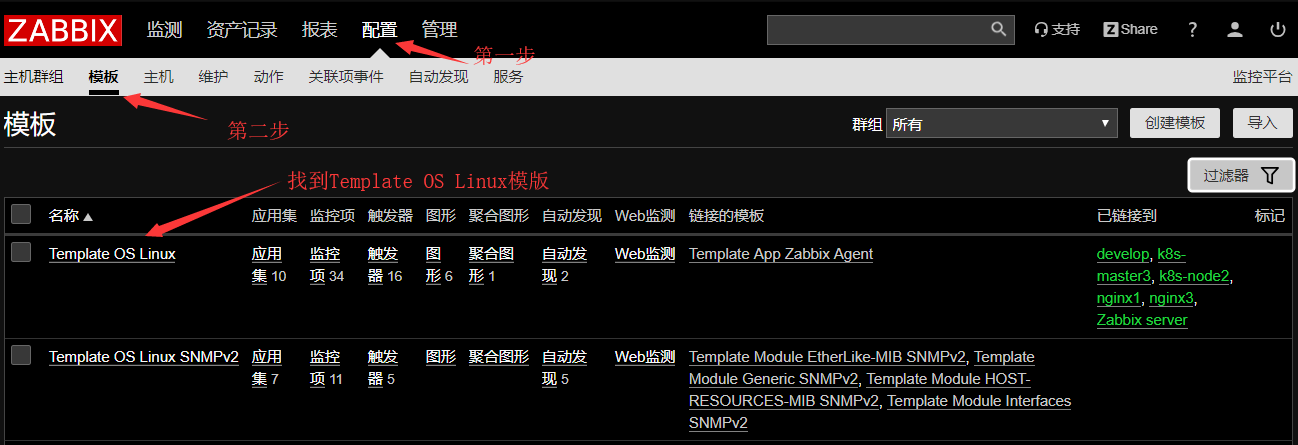 ZABBIX 监测 资产记录 报表 配置 管理 支持 Z Share ?
第一步
主机群组 模板 主机 维护 动作 关联项事件 自动发现 服务 监控平台
第二步
模板 群组 所有 ▼ 创建模板 导入
过滤器
找到Template OS Linux模版
名称▲ 应用集 监控项 触发器 图形 聚合图形 自动发现 Web监测 链接的模板 已链接到 标记
Template OS Linux 应用 监控 触发 图 聚合图 自动发 Web监测 Template App Zabbix Agent develop, k8s-
集 10 项 34 器 16 形 6 形 1 现 2 master3, k8s-node2,
nginx1, nginx3,
Zabbix server
Template OS Linux SNMPv2 应用 监控 触发 图形 聚合图形 自动发 Web监测 Template Module EtherLike-MIB SNMPv2, Template
集 7 项 11 器 5 现 5 Module Generic SNMPv2, Template Module HOST-
RESOURCES-MIB SNMPv2, Template Module Interfaces
SNMPv2